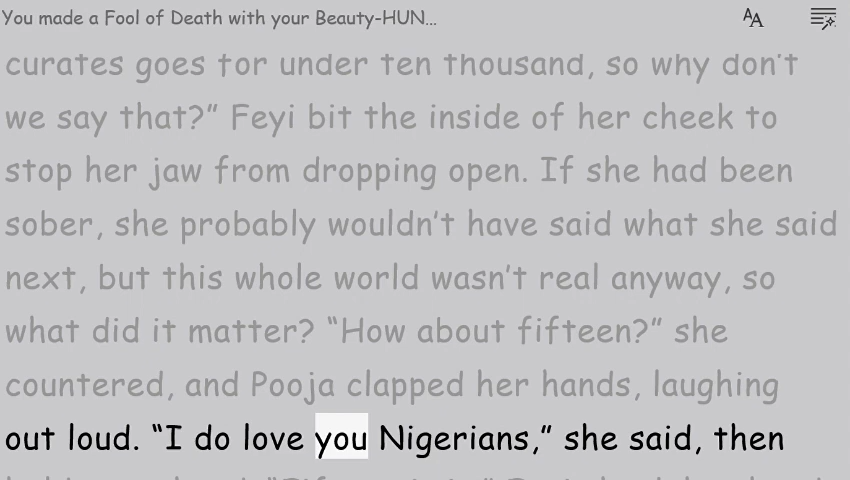 You made a Fool of Death with your Beauty-HUN...
curates goes for under ten thousand, so why don't
we say that?” Feyi bit the inside of her cheek to
stop her jaw from dropping open. If she had been
sober, she probably wouldn't have said what she said
next, but this whole world wasn't real anyway, so
what did it matter? “How about fifteen?” she
countered, and Pooja clapped her hands, laughing
out loud. “I do love you Nigerians,” she said, then